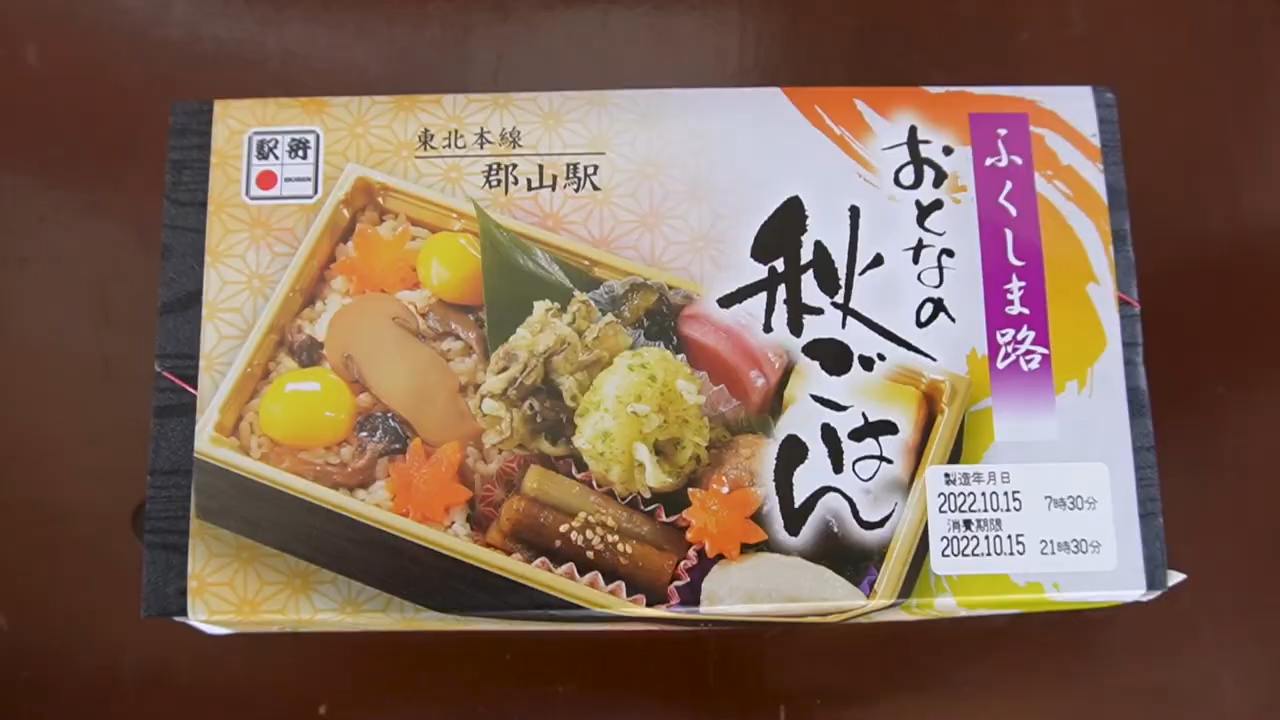 駅弁
東北本線
郡山駅
ふくしま路
おとなの
秋ごはん
製造年月日
2022.10.15 7時30分
消費期限
2022.10.15 21時30分